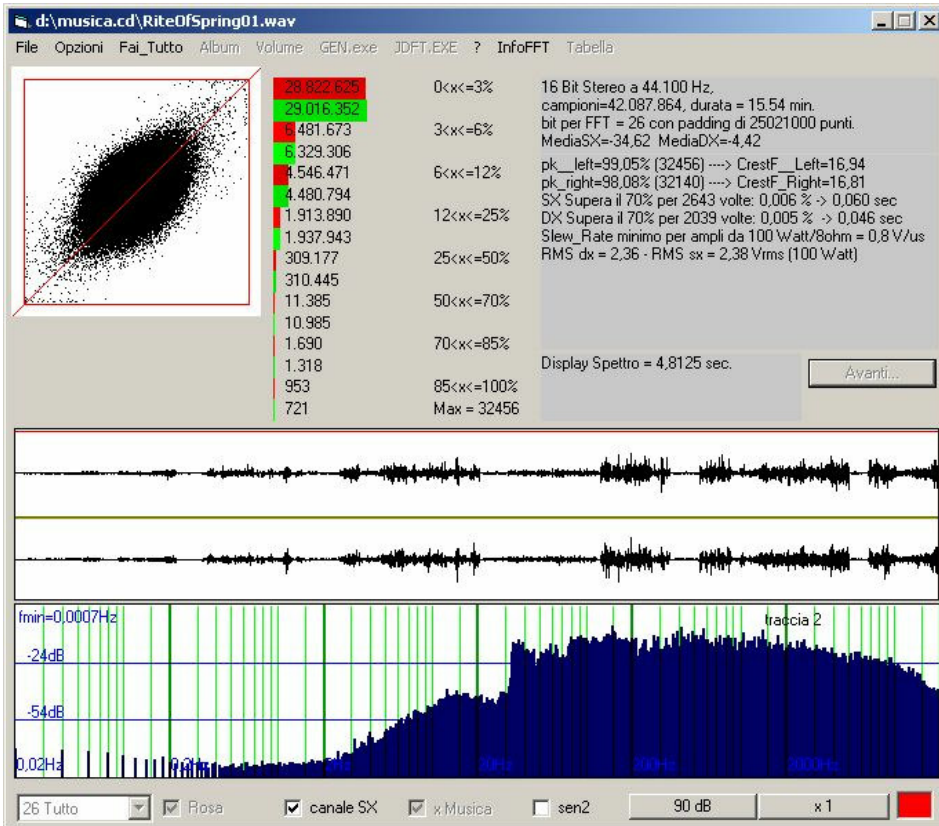 d:\musica.cd\RiteOfSpring01.wav
File Opzioni Fai_Tutto Album Volume GEN.exe JDFT.EXE ? InfoFFT Tabella
28.822.625 0<x<=3%
29.016.352
6.481.673 3<x<=6%
6.329.306
4.546.471 6<x<=12%
4.480.794
1.913.890 12<x<=25%
1.937.943
309.177 25<x<=50%
310.445
11.385 50<x<=70%
10.985
1.690 70<x<=85%
1.318
953 85<x<=100%
721 Max = 32456
16 Bit Stereo a 44.100 Hz,
campioni=42.087.864, durata = 15.54 min.
bit per FFT = 26 con padding di 25021000 punti.
MediaSX=-34,62 MediaDX=-4,42
pk__left=99,05% (32456) ----> CrestF__Left=16,94
pk_right=98,08% (32140) ----> CrestF_Right=16,81
SX Supera il 70% per 2643 volte: 0,006 % -> 0,060 sec
DX Supera il 70% per 2039 volte: 0,005 % -> 0,046 sec
Slew_Rate minimo per ampli da 100 Watt/8ohm = 0,8 V/us
RMS dx = 2,36 - RMS sx = 2,38 Vrms (100 Watt)
Display Spettro = 4,8125 sec.
Avanti...
fmin=0,0007Hz
traccia 2
-24dB
-54dB
0,02Hz 0,2Hz 2Hz 20Hz 200Hz 2000Hz
26 Tutto Rosa canale SX x Musica sen2 90 dB x 1